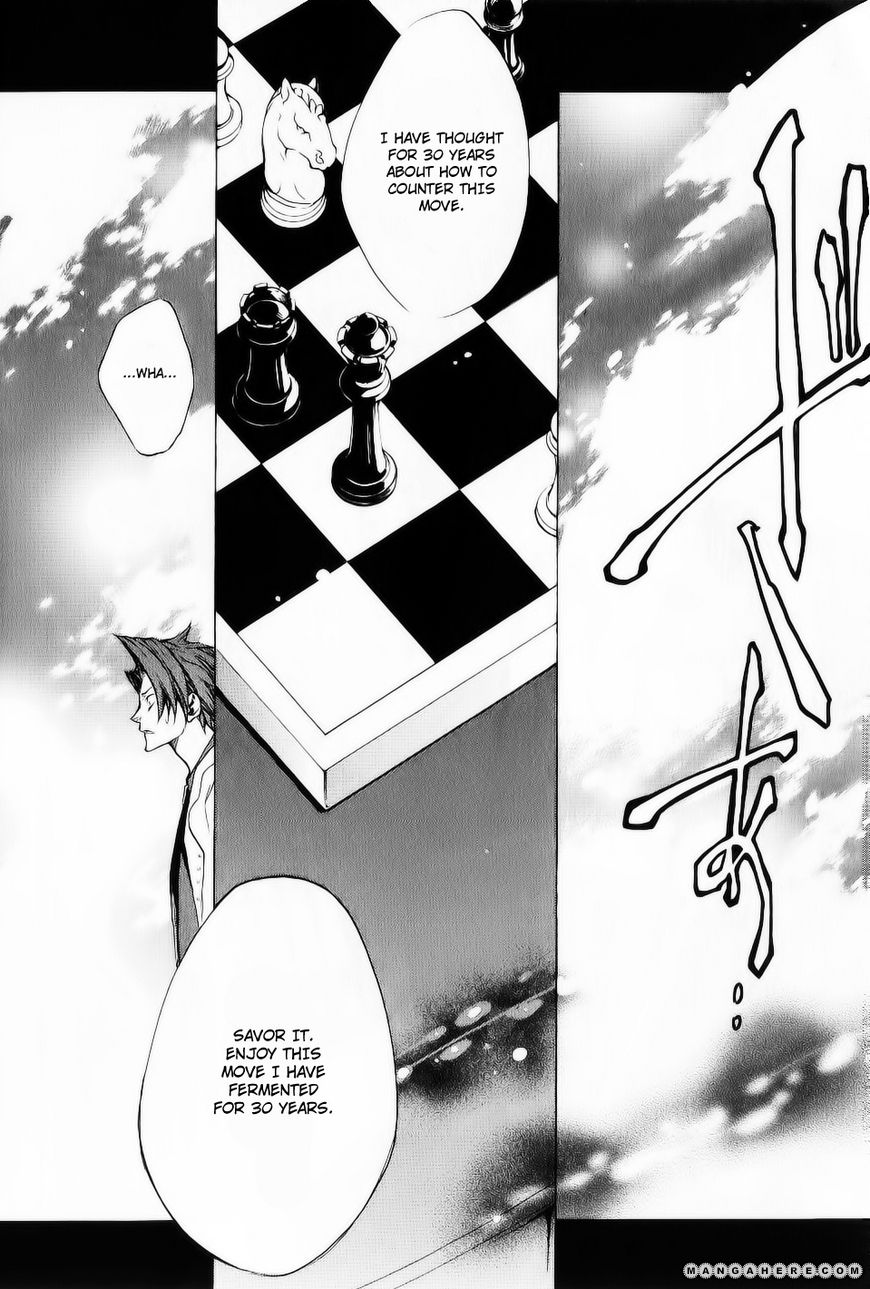 I HAVE THOUGHT
FOR 30 YEARS
ABOUT HOW TO
COUNTER THIS
MOVE.
...WHA...
SAVOR IT.
ENJOY THIS
MOVE I HAVE
FERMENTED
FOR 30 YEARS.
MANGAHERE.COM